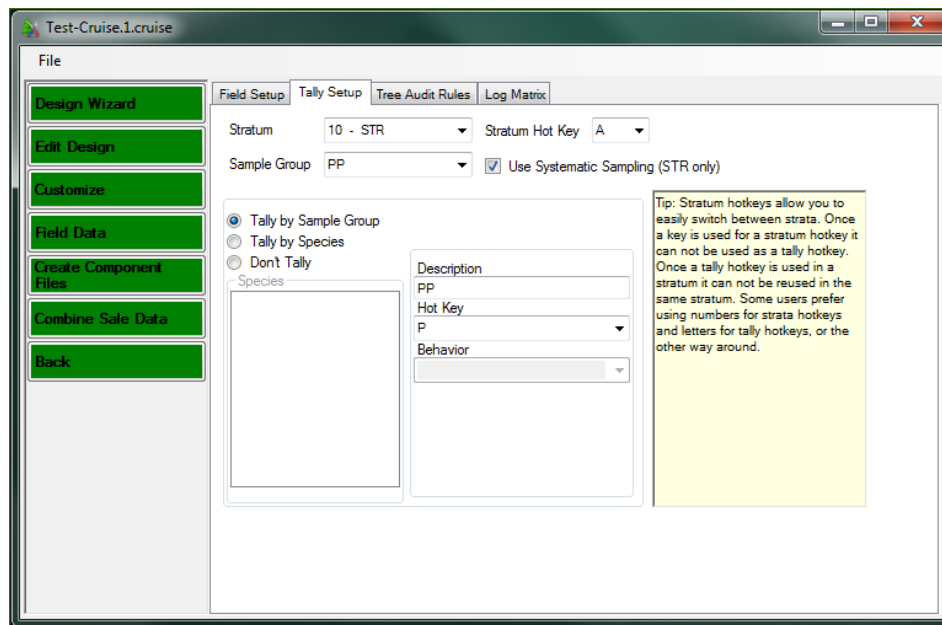 Test-Cruise.1.cruise
File
Design Wizard
Edit Design
Customize
Field Data
Create Component
Files
Combine Sale Data
Back
Field Setup Tally Setup Tree Audit Rules Log Matrix
Stratum 10 - STR Stratum Hot Key A
Sample Group PP Use Systematic Sampling (STR only)
Tally by Sample Group
Tally by Species
Don't Tally
Species
Description
PP
Hot Key
P
Behavior
Tip: Stratum hotkeys allow you to
easily switch between strata. Once
a key is used for a stratum hotkey it
can not be used as a tally hotkey.
Once a tally hotkey is used in a
stratum it can not be reused in the
same stratum. Some users prefer
using numbers for strata hotkeys
and letters for tally hotkeys, or the
other way around.